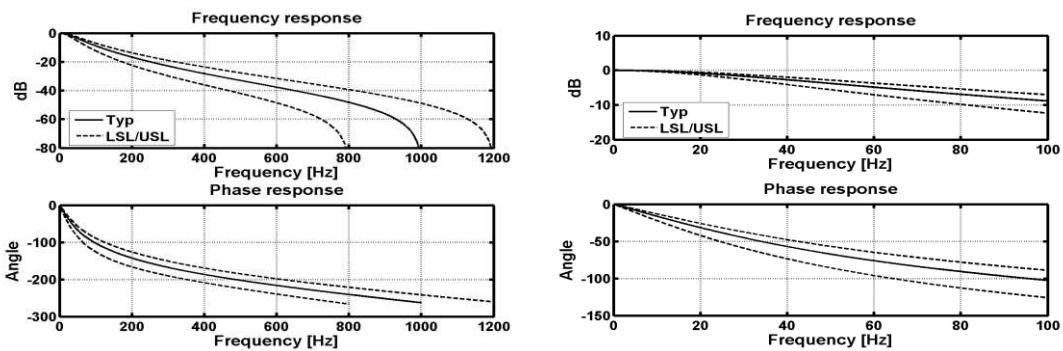 Frequency response
0
-20
-40
-60
-80
dB
Typ
LSL/USL
0 200 400 600 800 1000 1200
Frequency [Hz]
Phase response
0
-100
-200
-300
Angle
0 200 400 600 800 1000 1200
Frequency [Hz]
Frequency response
10
0
-10
-20
dB
Typ
LSL/USL
0 20 40 60 80 100
Frequency [Hz]
Phase response
0
-50
-100
-150
Angle
0 20 40 60 80 100
Frequency [Hz]